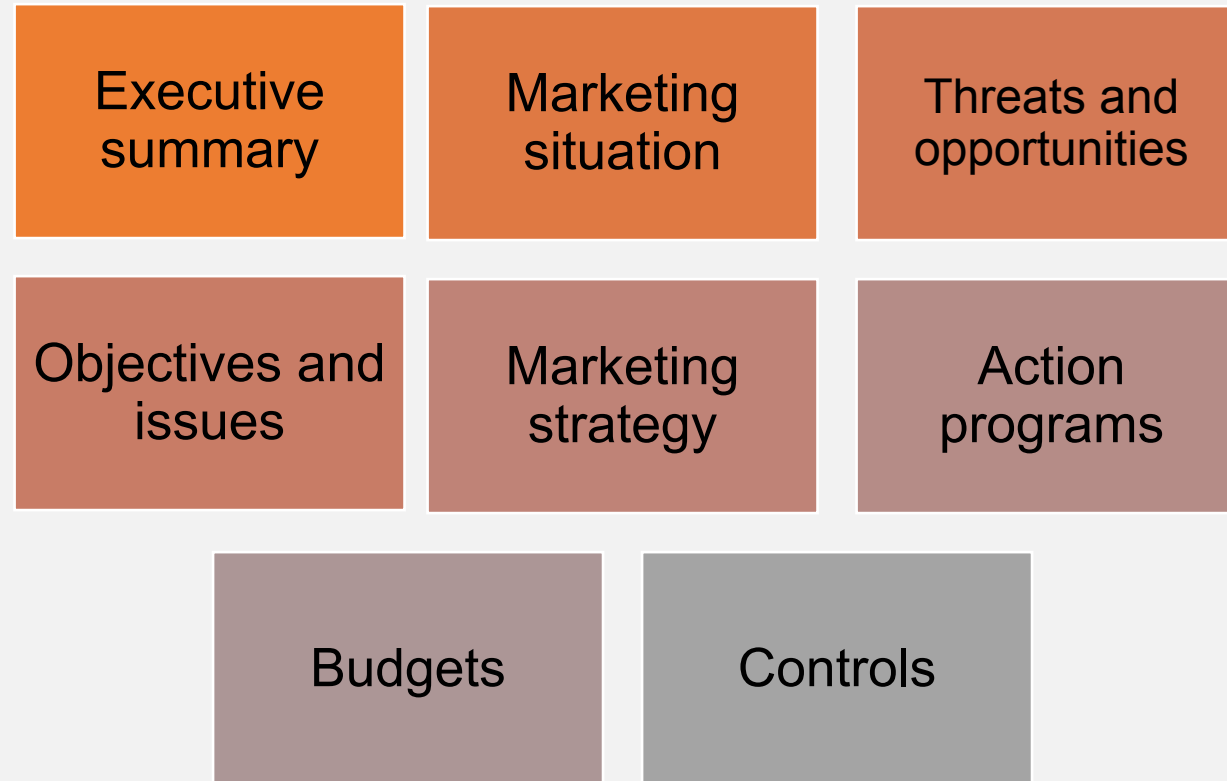 Executive
summary
Marketing
situation
Threats and
opportunities
Objectives and
issues
Marketing
strategy
Action
programs
Budgets
Controls